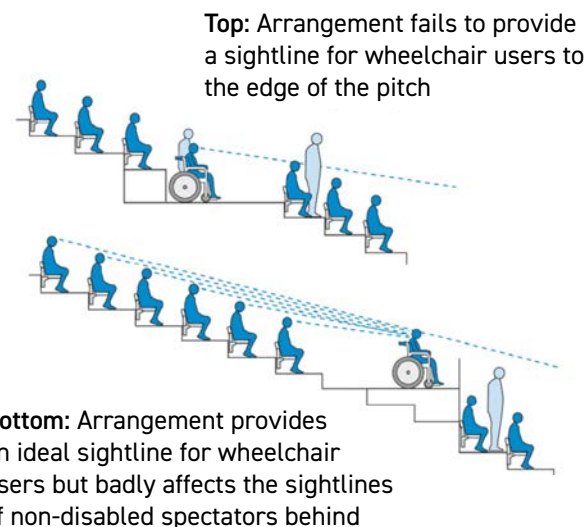 Top: Arrangement fails to provide
a sightline for wheelchair users to
the edge of the pitch
ottom: Arrangement provides
n ideal sightline for wheelchair
sers but badly affects the sightlines
f non-disabled spectators behind